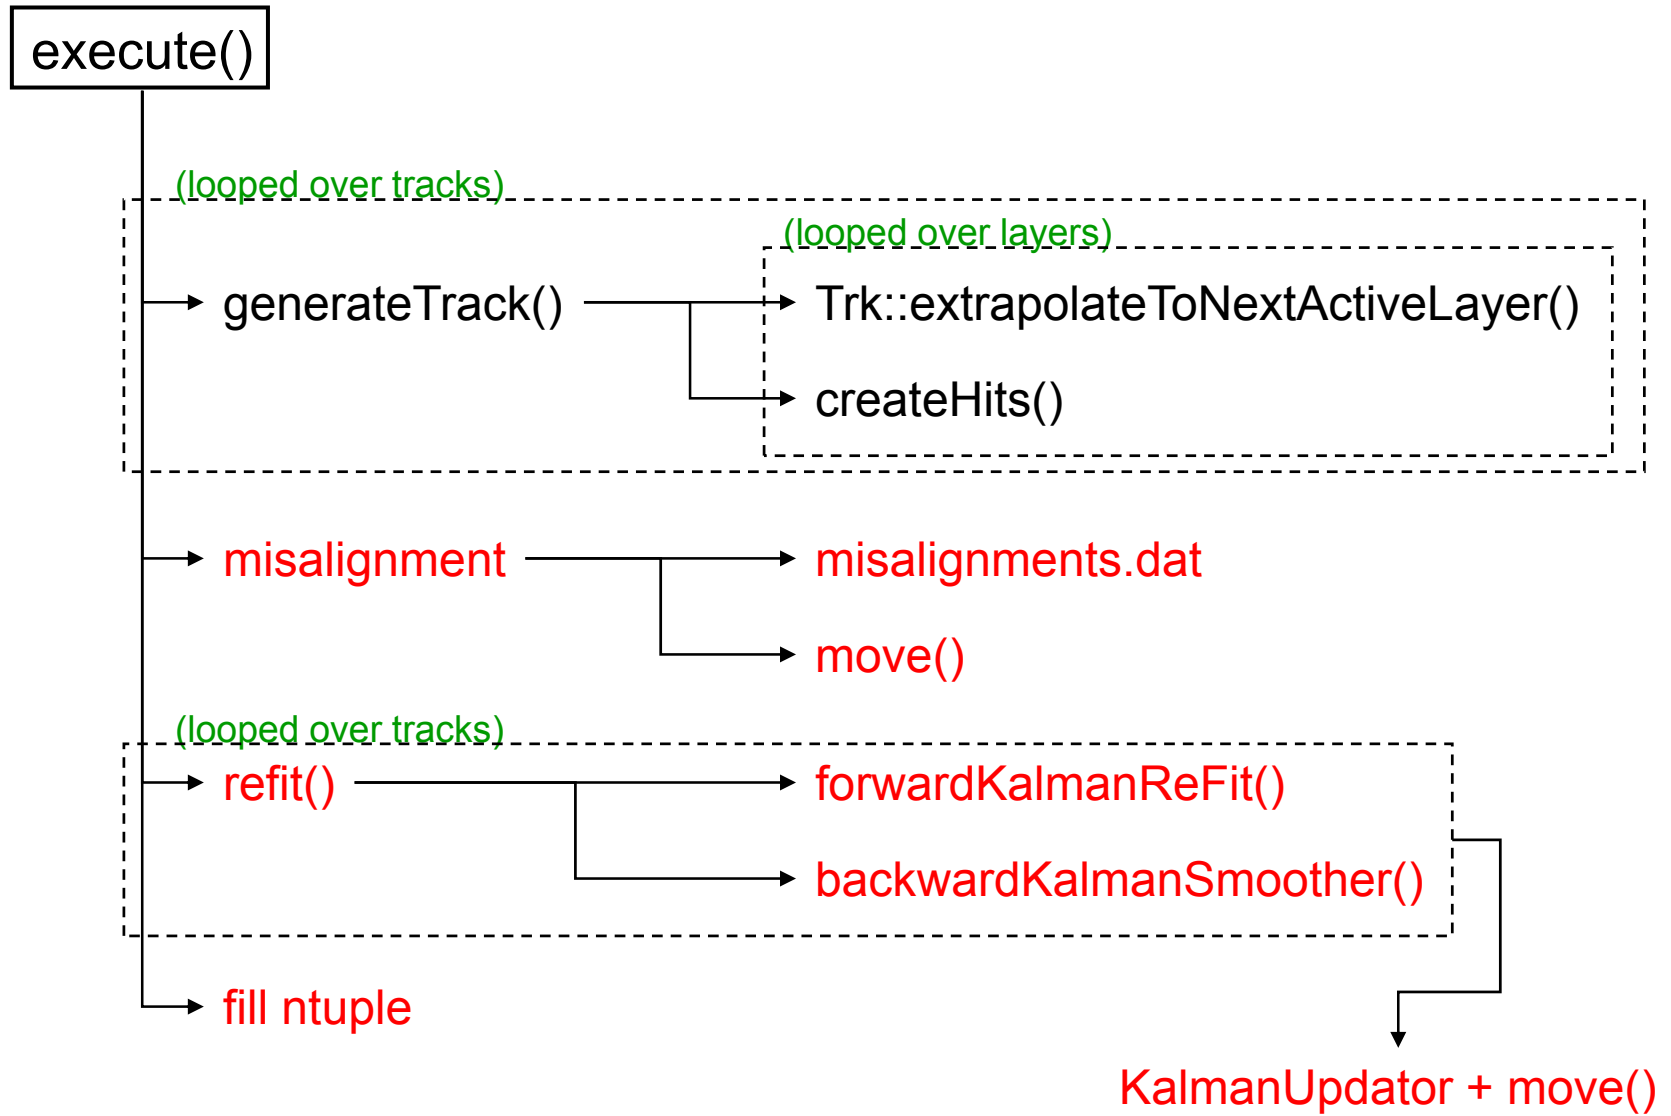 execute()
(looped over tracks)
(looped over layers)
generateTrack()
Trk::extrapolateToNextActiveLayer()
createHits()
misalignment
misalignments.dat
move()
(looped over tracks)
refit()
forwardKalmanReFit()
backwardKalmanSmoother()
fill ntuple
KalmanUpdator + move()